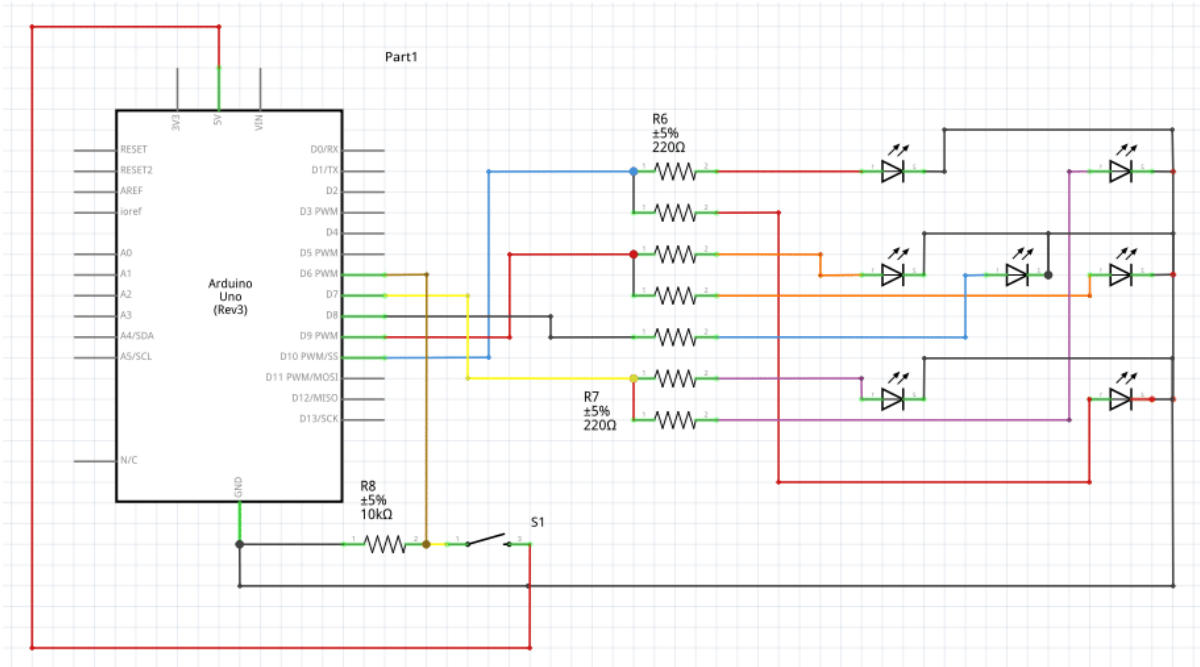 Part1
3V3
5V
VIN
RESET
RESET2
AREF
ioref
A0
A1
A2
A3
A4/SDA
A5/SCL
N/C
Arduino
Uno
(Rev3)
D0/RX
D1/TX
D2
D3 PWM
D4
D5 PWM
D6 PWM
D7
D8
D9 PWM
D10 PWM/SS
D11 PWM/MOSI
D12/MISO
D13/SCK
GND
R6
±5%
220Ω
R7
±5%
220Ω
R8
±5%
10kΩ
S1